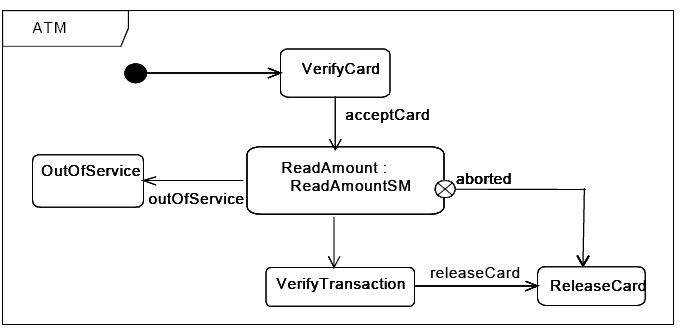 ATM
VerifyCard
acceptCard
ReadAmount :
ReadAmountSM
aborted
OutOfService
outOfService
VerifyTransaction
releaseCard
ReleaseCard